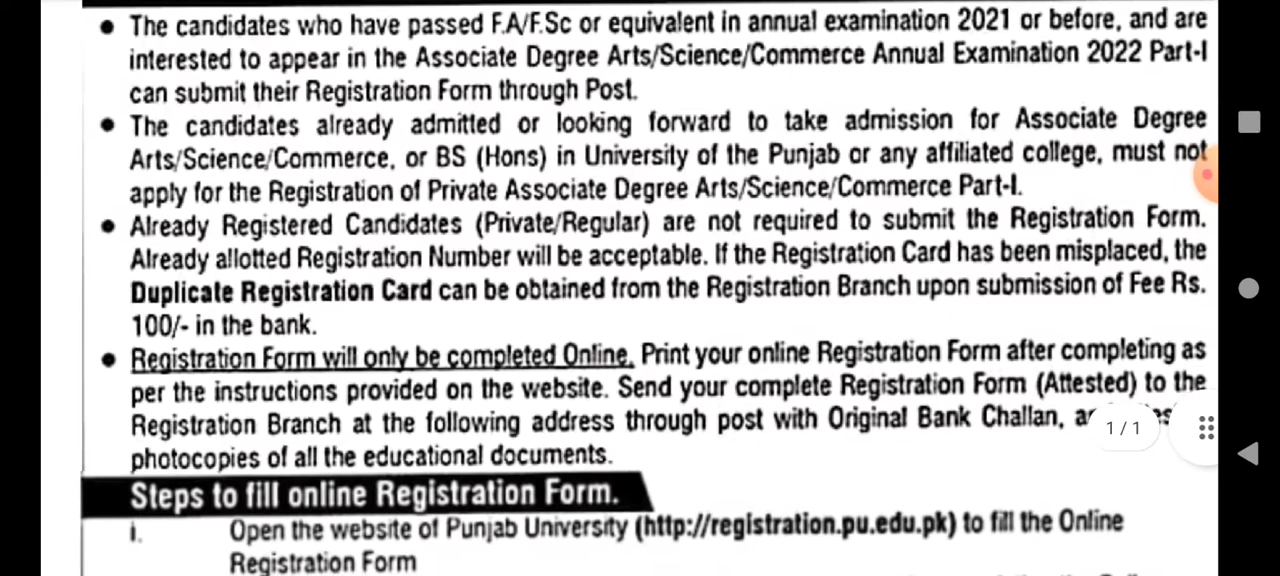 • The candidates who have passed F.A/F.Sc or equivalent in annual examination 2021 or before, and are
interested to appear in the Associate Degree Arts/Science/Commerce Annual Examination 2022 Part-I
can submit their Registration Form through Post.
• The candidates already admitted or looking forward to take admission for Associate Degree
Arts/Science/Commerce, or BS (Hons) in University of the Punjab or any affiliated college, must not
apply for the Registration of Private Associate Degree Arts/Science/Commerce Part-I.
• Already Registered Candidates (Private/Regular) are not required to submit the Registration Form.
Already allotted Registration Number will be acceptable. If the Registration Card has been misplaced, the
Duplicate Registration Card can be obtained from the Registration Branch upon submission of Fee Rs.
100/- in the bank.
• Registration Form will only be completed Online. Print your online Registration Form after completing as
per the instructions provided on the website. Send your complete Registration Form (Attested) to the
Registration Branch at the following address through post with Original Bank Challan,
1 / 1
photocopies of all the educational documents.
Steps to fill online Registration Form.
i. Open the website of Punjab University (http://registration.pu.edu.pk) to fill the Online
Registration Form